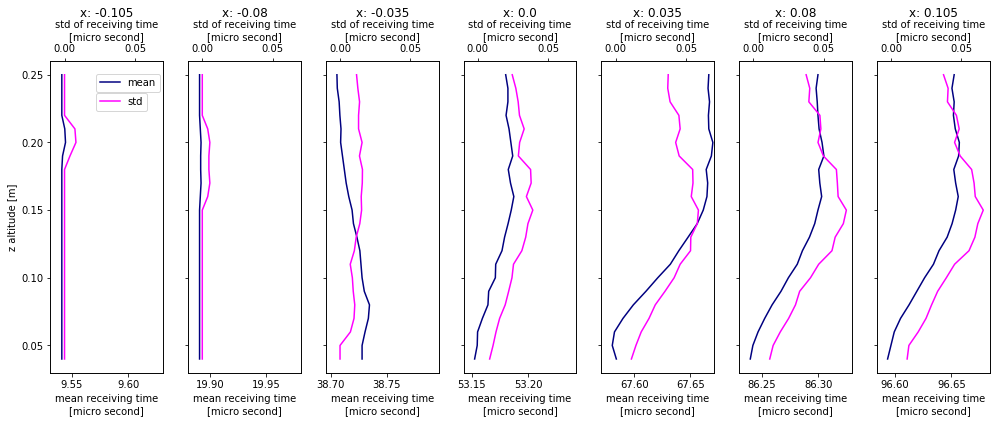 x: -0.105
std of receiving time
[micro second]
0.00 0.05
x: -0.08
std of receiving time
[micro second]
0.00 0.05
x: -0.035
std of receiving time
[micro second]
0.00 0.05
x: 0.0
std of receiving time
[micro second]
0.00 0.05
x: 0.035
std of receiving time
[micro second]
0.00 0.05
x: 0.08
std of receiving time
[micro second]
0.00 0.05
x: 0.105
std of receiving time
[micro second]
0.00 0.05
z altitude [m]
0.25
0.20
0.15
0.10
0.05
mean
std
9.55 9.60
mean receiving time
[micro second]
19.90 19.95
mean receiving time
[micro second]
38.70 38.75
mean receiving time
[micro second]
53.15 53.20
mean receiving time
[micro second]
67.60 67.65
mean receiving time
[micro second]
86.25 86.30
mean receiving time
[micro second]
96.60 96.65
mean receiving time
[micro second]